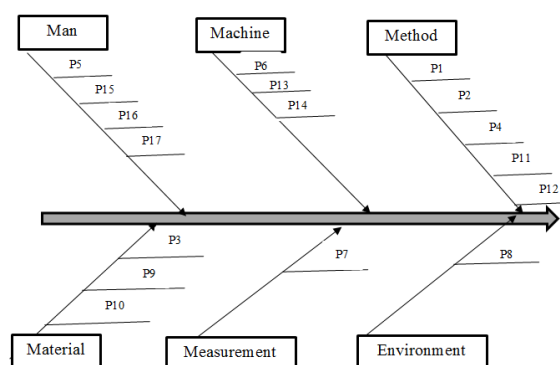 Man
P5
P15
P16
P17
Machine
P6
P13
P14
Method
P1
P2
P4
P11
P12
P3
P9
P10
Material
P7
Measurement
P8
Environment